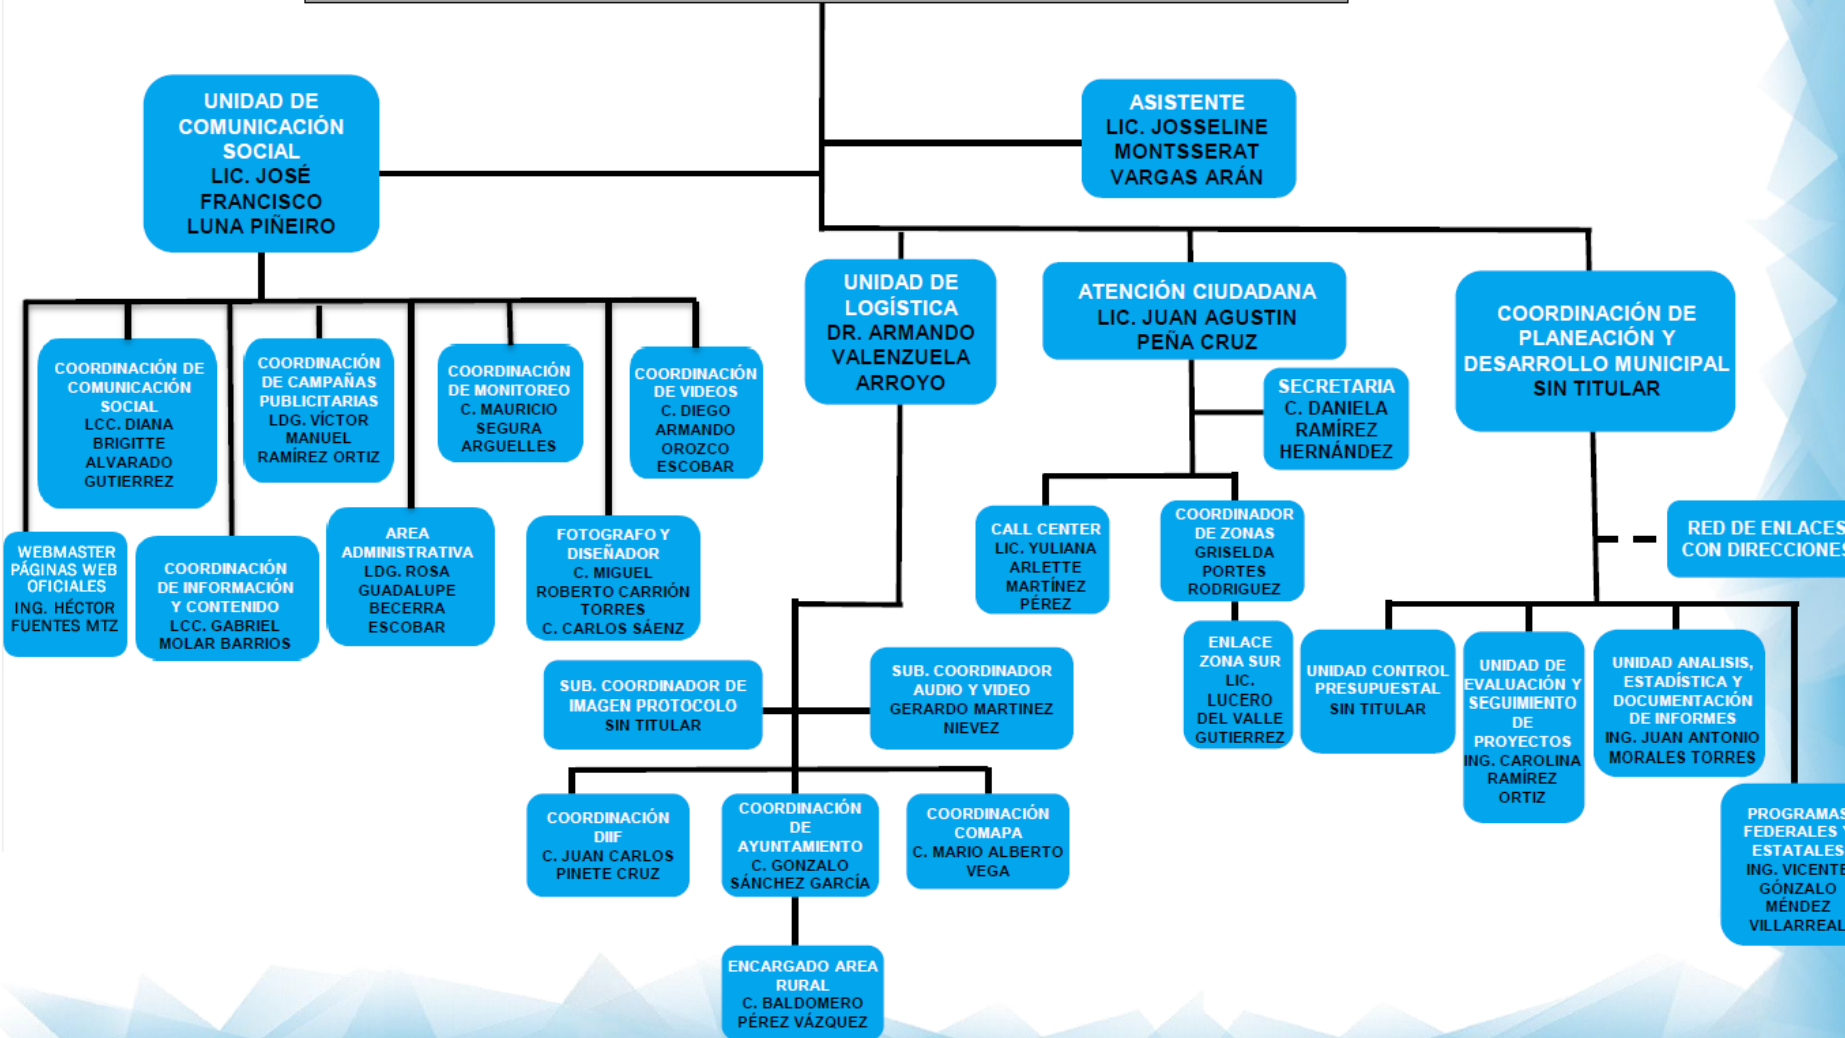 UNIDAD DE
COMUNICACIÓN
SOCIAL
LIC. JOSÉ
FRANCISCO
LUNA PIÑEIRO
ASISTENTE
LIC. JOSSELINE
MONTSSERAT
VARGAS ARÁN
UNIDAD DE
LOGÍSTICA
DR. ARMANDO
VALENZUELA
ARROYO
ATENCIÓN CIUDADANA
LIC. JUAN AGUSTIN
PEÑA CRUZ
COORDINACIÓN DE
PLANEACIÓN Y
DESARROLLO MUNICIPAL
SIN TITULAR
COORDINACIÓN DE
COMUNICACIÓN
SOCIAL
LCC. DIANA
BRIGITTE
ALVARADO
GUTIERREZ
COORDINACIÓN
DE CAMPAÑAS
PUBLICITARIAS
LDG. VÍCTOR
MANUEL
RAMÍREZ ORTIZ
COORDINACIÓN
DE MONITOREO
C. MAURICIO
SEGURA
ARGUELLES
COORDINACIÓN
DE VIDEOS
C. DIEGO
ARMANDO
OROZCO
ESCOBAR
SECRETARIA
C. DANIELA
RAMÍREZ
HERNÁNDEZ
WEBMASTER
PÁGINAS WEB
OFICIALES
ING. HÉCTOR
FUENTES MTZ
COORDINACIÓN
DE INFORMACIÓN
Y CONTENIDO
LCC. GABRIEL
MOLAR BARRIOS
AREA
ADMINISTRATIVA
LDG. ROSA
GUADALUPE
BECERRA
ESCOBAR
FOTOGRAFO Y
DISEÑADOR
C. MIGUEL
ROBERTO CARRIÓN
TORRES
C. CARLOS SÁENZ
CALL CENTER
LIC. YULIANA
ARLETTE
MARTÍNEZ
PÉREZ
COORDINADOR
DE ZONAS
GRISELDA
PORTES
RODRIGUEZ
RED DE ENLACES
CON DIRECCIONES
ENLACE
ZONA SUR
LIC.
LUCERO
DEL VALLE
GUTIERREZ
SUB. COORDINADOR DE
IMAGEN PROTOCOLO
SIN TITULAR
SUB. COORDINADOR
AUDIO Y VIDEO
GERARDO MARTINEZ
NIEVEZ
UNIDAD CONTROL
PRESUPUESTAL
SIN TITULAR
UNIDAD DE
EVALUACIÓN Y
SEGUIMIENTO
DE
PROYECTOS
ING. CAROLINA
RAMÍREZ
ORTIZ
UNIDAD ANALISIS,
ESTADÍSTICA Y
DOCUMENTACIÓN
DE INFORMES
ING. JUAN ANTONIO
MORALES TORRES
PROGRAMAS
FEDERALES Y
ESTATALES
ING. VICENTE
GÓNZALO
MÉNDEZ
VILLARREAL
COORDINACIÓN
DIIF
C. JUAN CARLOS
PINETE CRUZ
COORDINACIÓN
DE
AYUNTAMIENTO
C. GONZALO
SÁNCHEZ GARCÍA
COORDINACIÓN
COMAPA
C. MARIO ALBERTO
VEGA
ENCARGADO AREA
RURAL
C. BALDOMERO
PÉREZ VÁZQUEZ